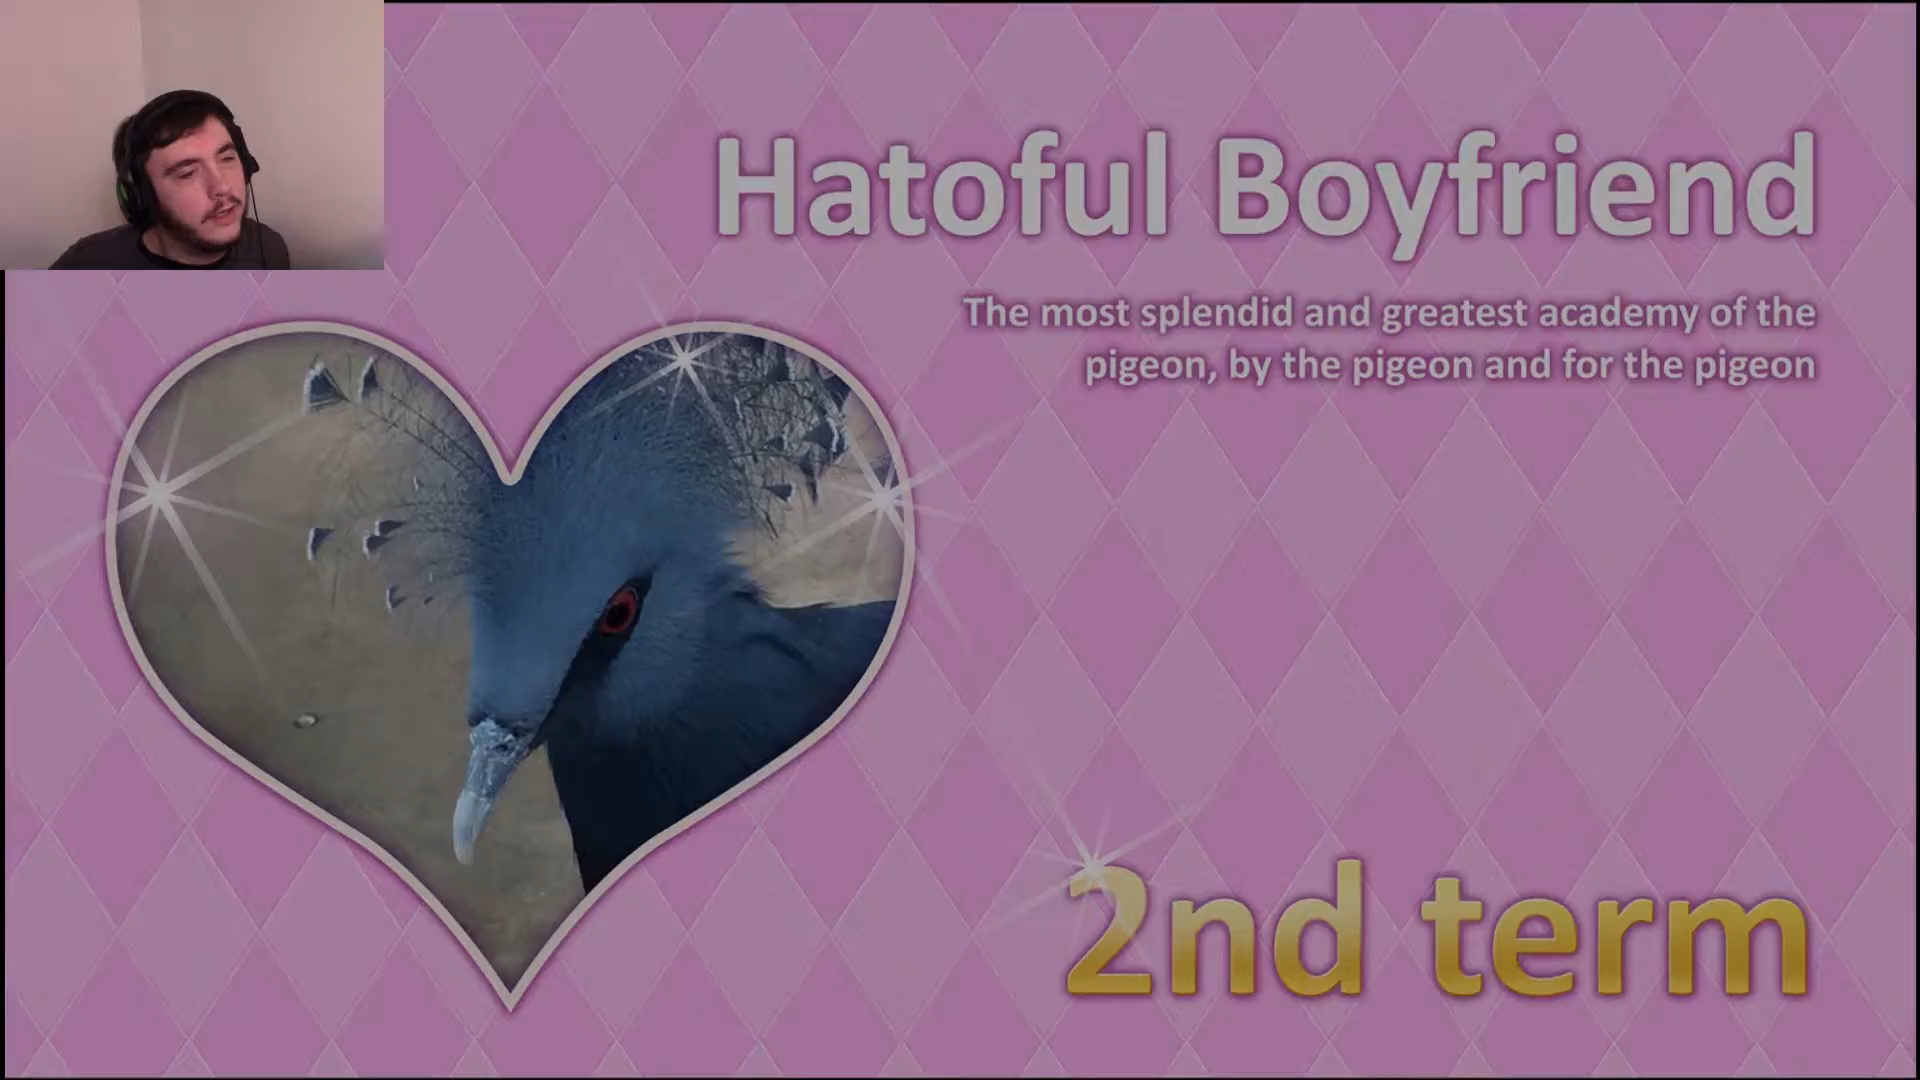 Hatoful Boyfriend
The most splendid and greatest academy of the
pigeon, by the pigeon and for the pigeon
2nd term